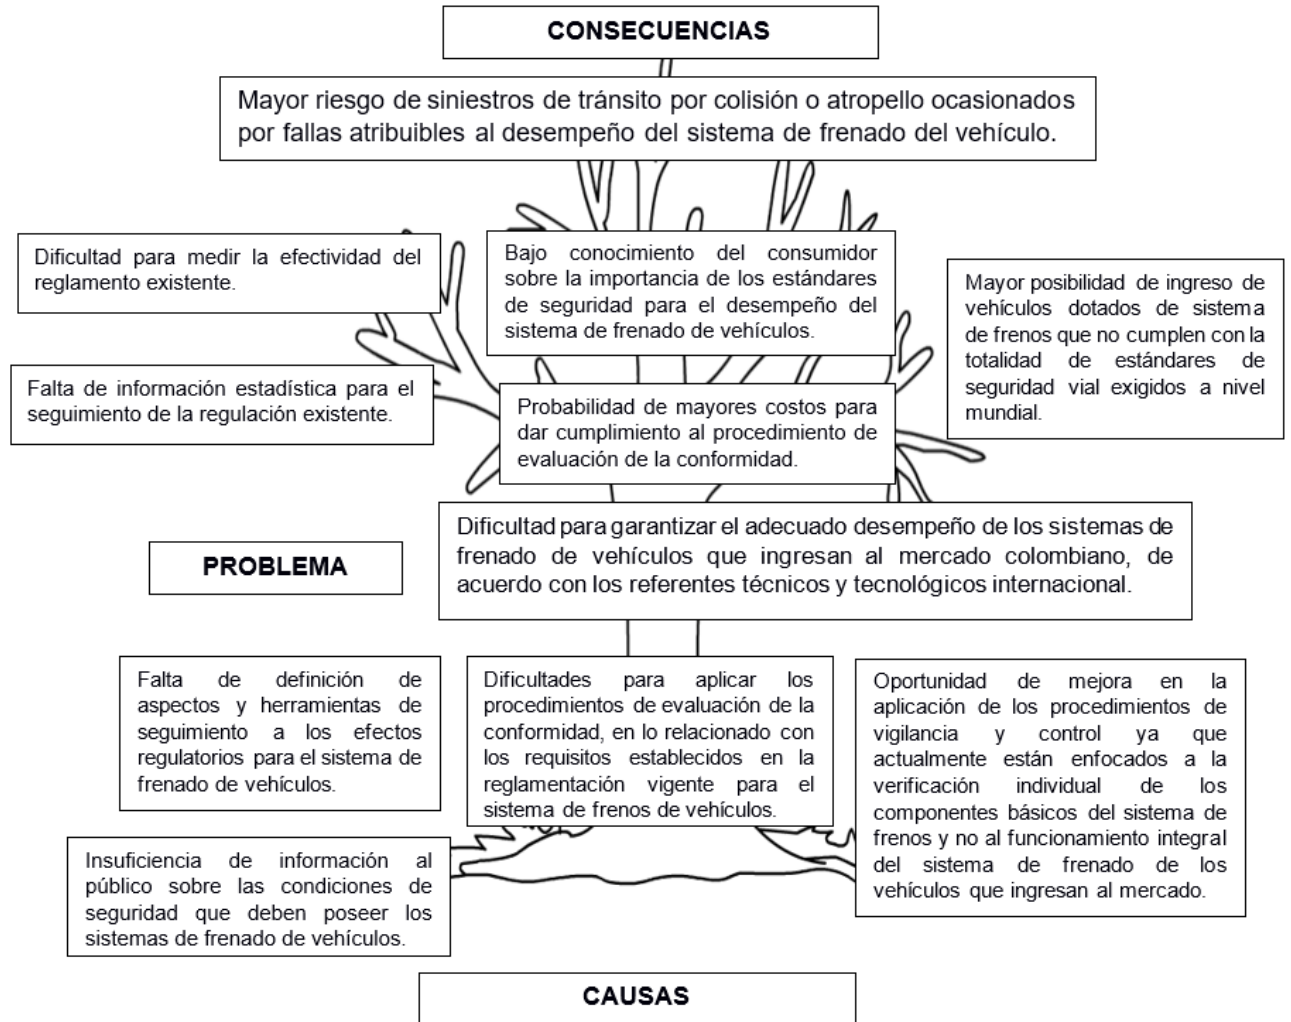 CONSECUENCIAS
Mayor riesgo de siniestros de tránsito por colisión o atropello ocasionados
por fallas atribuibles al desempeño del sistema de frenado del vehículo.
Dificultad para medir la efectividad del
reglamento existente.
Bajo conocimiento del consumidor
sobre la importancia de los estándares
de seguridad para el desempeño del
sistema de frenado de vehículos.
Mayor posibilidad de ingreso de
vehículos dotados de sistema
de frenos que no cumplen con la
totalidad de estándares de
seguridad vial exigidos a nivel
mundial.
Falta de información estadística para el
seguimiento de la regulación existente.
Probabilidad de mayores costos para
dar cumplimiento al procedimiento de
evaluación de la conformidad.
PROBLEMA
Dificultad para garantizar el adecuado desempeño de los sistemas de
frenado de vehículos que ingresan al mercado colombiano, de
acuerdo con los referentes técnicos y tecnológicos internacional.
Falta de definición de
aspectos y herramientas de
seguimiento a los efectos
regulatorios para el sistema de
frenado de vehículos.
Dificultades para aplicar los
procedimientos de evaluación de la
conformidad, en lo relacionado con
los requisitos establecidos en la
reglamentación vigente para el
sistema de frenos de vehículos.
Oportunidad de mejora en la
aplicación de los procedimientos de
vigilancia y control ya que
actualmente están enfocados a la
verificación individual de los
componentes básicos del sistema de
frenos y no al funcionamiento integral
del sistema de frenado de los
vehículos que ingresan al mercado.
Insuficiencia de información al
público sobre las condiciones de
seguridad que deben poseer los
sistemas de frenado de vehículos.
CAUSAS